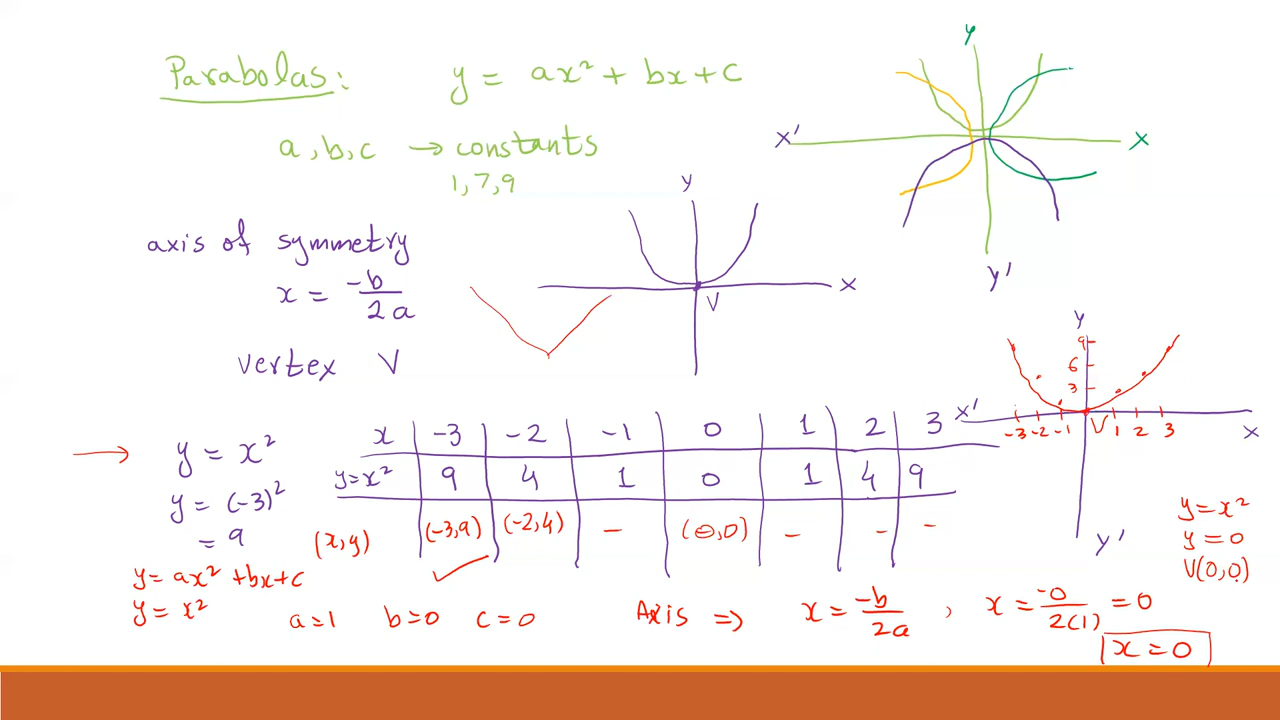 Parabolas: y = ax² + bx + c
a, b, c → constants
1, 7, 9
y
X' X
y'
axis of symmetry
x = -b/2a
vertex V
y
X
V
y
9
6
3
X' -3 -2 -1 V 1 2 3 X
y'
→ y = x²
y = (-3)²
= 9
x -3 -2 -1 0 1 2 3
y=x² 9 4 1 0 1 4 9
(x,y) (-3,9) (-2,4) – (0,0) – – –
y = x²
y = 0
V(0,0)
y = ax² + bx + c
y = x² a=1 b=0 c=0 Axis ⇒ x = -b/2a , x = -0/2(1) = 0
x = 0